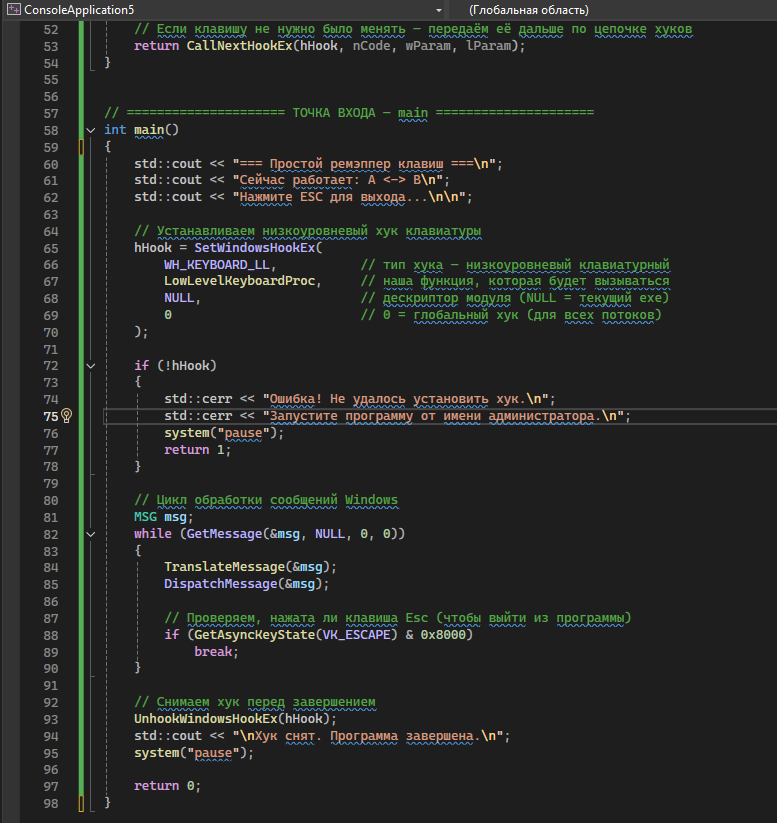 ConsoleApplication5 (Глобальная область)
52 // Если клавишу не нужно было менять — передаём её дальше по цепочке хуков
53 return CallNextHookEx(hHook, nCode, wParam, lParam);
54 }
55
56
57 // ===================== ТОЧКА ВХОДА — main =====================
58 int main()
59 {
60 std::cout << "=== Простой ремэппер клавиш ===\n";
61 std::cout << "Сейчас работает: A <-> B\n";
62 std::cout << "Нажмите ESC для выхода...\n\n";
63
64 // Устанавливаем низкоуровневый хук клавиатуры
65 hHook = SetWindowsHookEx(
66 WH_KEYBOARD_LL, // тип хука — низкоуровневый клавиатурный
67 LowLevelKeyboardProc, // наша функция, которая будет вызываться
68 NULL, // дескриптор модуля (NULL = текущий exe)
69 0 // 0 = глобальный хук (для всех потоков)
70 );
71
72 if (!hHook)
73 {
74 std::cerr << "Ошибка! Не удалось установить хук.\n";
75 std::cerr << "Запустите программу от имени администратора.\n";
76 system("pause");
77 return 1;
78 }
79
80 // Цикл обработки сообщений Windows
81 MSG msg;
82 while (GetMessage(&msg, NULL, 0, 0))
83 {
84 TranslateMessage(&msg);
85 DispatchMessage(&msg);
86
87 // Проверяем, нажата ли клавиша Esc (чтобы выйти из программы)
88 if (GetAsyncKeyState(VK_ESCAPE) & 0x8000)
89 break;
90 }
91
92 // Снимаем хук перед завершением
93 UnhookWindowsHookEx(hHook);
94 std::cout << "\nХук снят. Программа завершена.\n";
95 system("pause");
96
97 return 0;
98 }